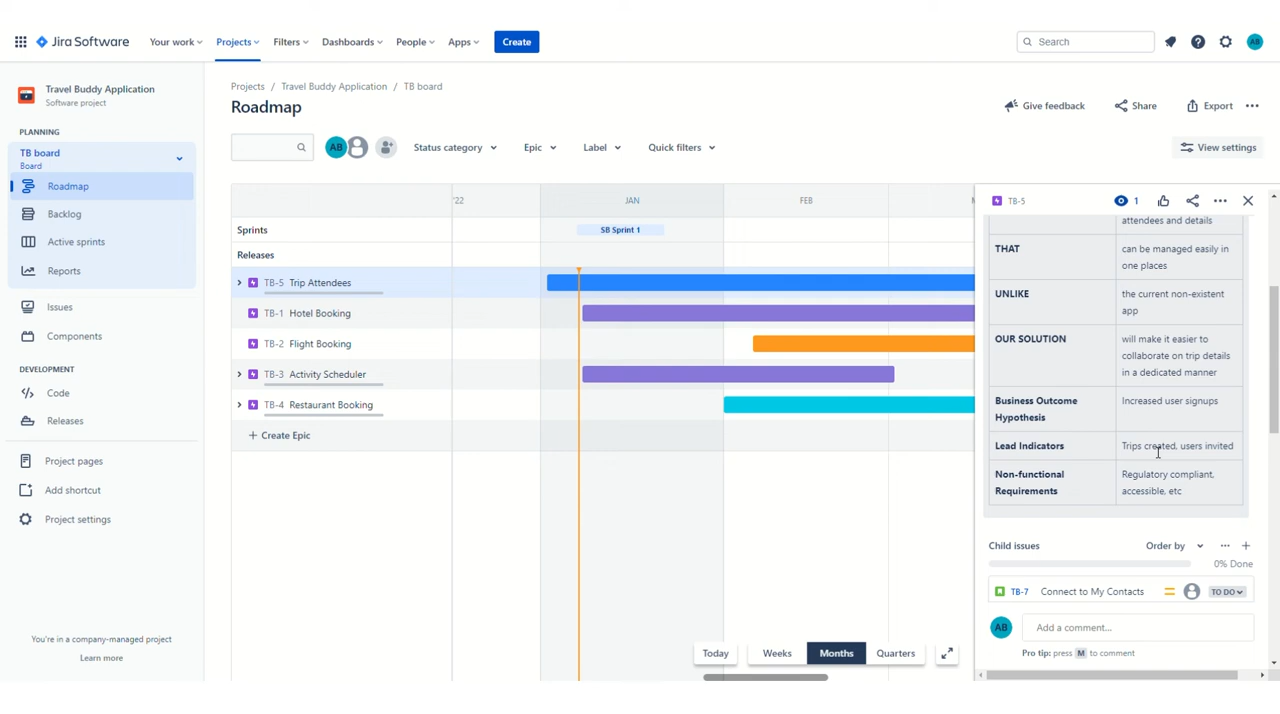 Jira Software
Your work
Projects
Filters
Dashboards
People
Apps
Create
Search
AB
Travel Buddy Application
Software project
PLANNING
TB board
Board
Roadmap
Backlog
Active sprints
Reports
Issues
Components
DEVELOPMENT
Code
Releases
Project pages
Add shortcut
Project settings
You're in a company-managed project
Learn more
Projects / Travel Buddy Application / TB board
Roadmap
Give feedback
Share
Export
AB
Status category
Epic
Label
Quick filters
View settings
'22
JAN
FEB
Sprints
SB Sprint 1
Releases
TB-5 Trip Attendees
TB-1 Hotel Booking
TB-2 Flight Booking
TB-3 Activity Scheduler
TB-4 Restaurant Booking
+ Create Epic
Today
Weeks
Months
Quarters
TB-5
1
attendees and details
THAT
can be managed easily in
one places
UNLIKE
the current non-existent
app
OUR SOLUTION
will make it easier to
collaborate on trip details
in a dedicated manner
Business Outcome
Hypothesis
Increased user signups
Lead Indicators
Trips created, users invited
Non-functional
Requirements
Regulatory compliant,
accessible, etc
Child issues
Order by
0% Done
TB-7 Connect to My Contacts
TO DO
AB
Add a comment...
Pro tip: press M to comment